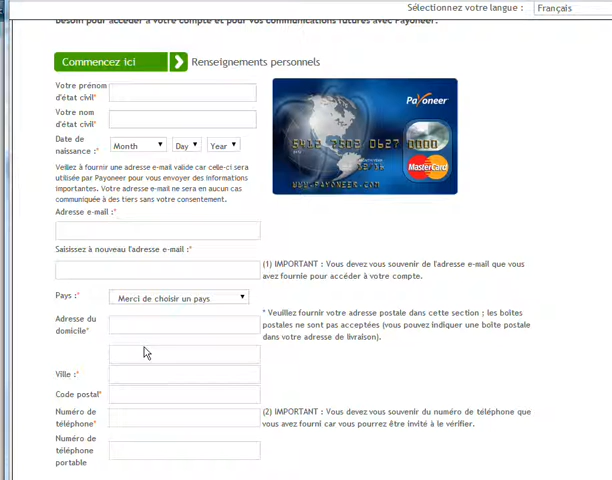 Sélectionnez votre langue : Français
besoin pour accéder à votre compte et pour vos communications futures avec Payoneer.
Commencez ici
Renseignements personnels
Votre prénom
d'état civil*
Votre nom
d'état civil*
Date de
naissance :*
Month
Day
Year
Payoneer
5412 7502 0627 0000
MasterCard
WWW.PAYONEER.COM
Veillez à fournir une adresse e-mail valide car celle-ci sera
utilisée par Payoneer pour vous envoyer des informations
importantes. Votre adresse e-mail ne sera en aucun cas
communiquée à des tiers sans votre consentement.
Adresse e-mail :*
Saisissez à nouveau l'adresse e-mail :*
(1) IMPORTANT : Vous devez vous souvenir de l'adresse e-mail que vous
avez fournie pour accéder à votre compte.
Pays :*
Merci de choisir un pays
Adresse du
domicile*
* Veuillez fournir votre adresse postale dans cette section ; les boîtes
postales ne sont pas acceptées (vous pouvez indiquer une boîte postale
dans votre adresse de livraison).
Ville :*
Code postal*
Numéro de
téléphone*
(2) IMPORTANT : Vous devez vous souvenir du numéro de téléphone que
vous avez fourni car vous pourrez être invité à le vérifier.
Numéro de
téléphone
portable